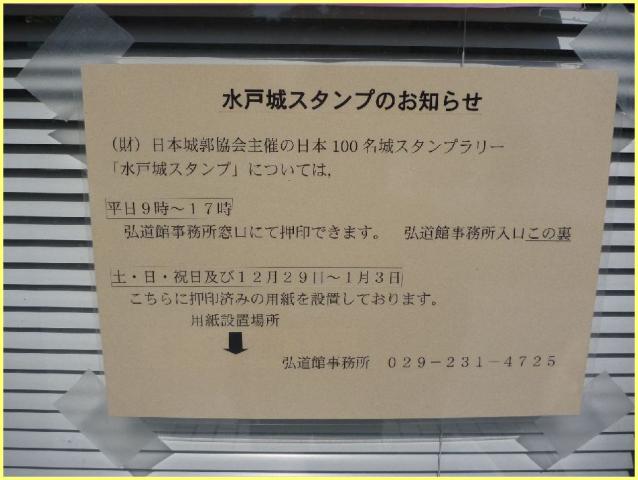 水戸城スタンプのお知らせ
（財）日本城郭協会主催の日本100名城スタンプラリー
「水戸城スタンプ」については,
平日９時～１７時
弘道館事務所窓口にて押印できます。　弘道館事務所入口この裏
土・日・祝日及び１２月２９日～１月３日
こちらに押印済みの用紙を設置しております。
用紙設置場所
弘道館事務所　０２９－２３１－４７２５